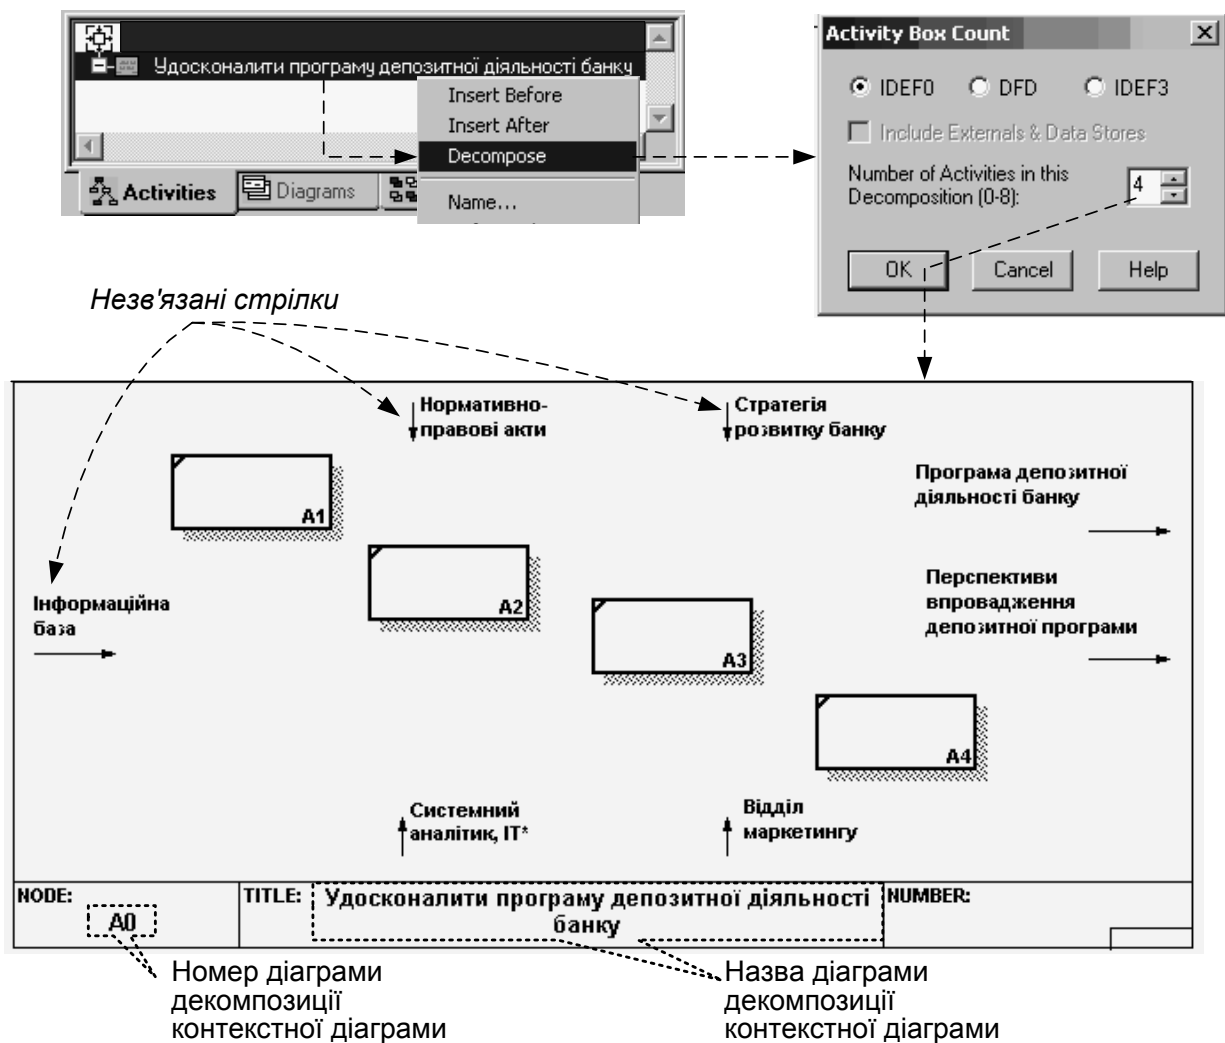 Удосконалити програму депозитної діяльності банку
Insert Before
Insert After
Decompose
Name...
Activities
Diagrams
Activity Box Count
IDEF0
DFD
IDEF3
Include Externals & Data Stores
Number of Activities in this
Decomposition (0-8):
4
OK
Cancel
Help
Незв'язані стрілки
Нормативно-
правові акти
Стратегія
розвитку банку
Програма депозитної
діяльності банку
A1
A2
Перспективи
впровадження
депозитної програми
Інформаційна
база
A3
A4
Системний
аналітик, ІТ*
Відділ
маркетингу
NODE:
A0
TITLE:
Удосконалити програму депозитної діяльності
банку
NUMBER:
Номер діаграми
декомпозиції
контекстної діаграми
Назва діаграми
декомпозиції
контекстної діаграми